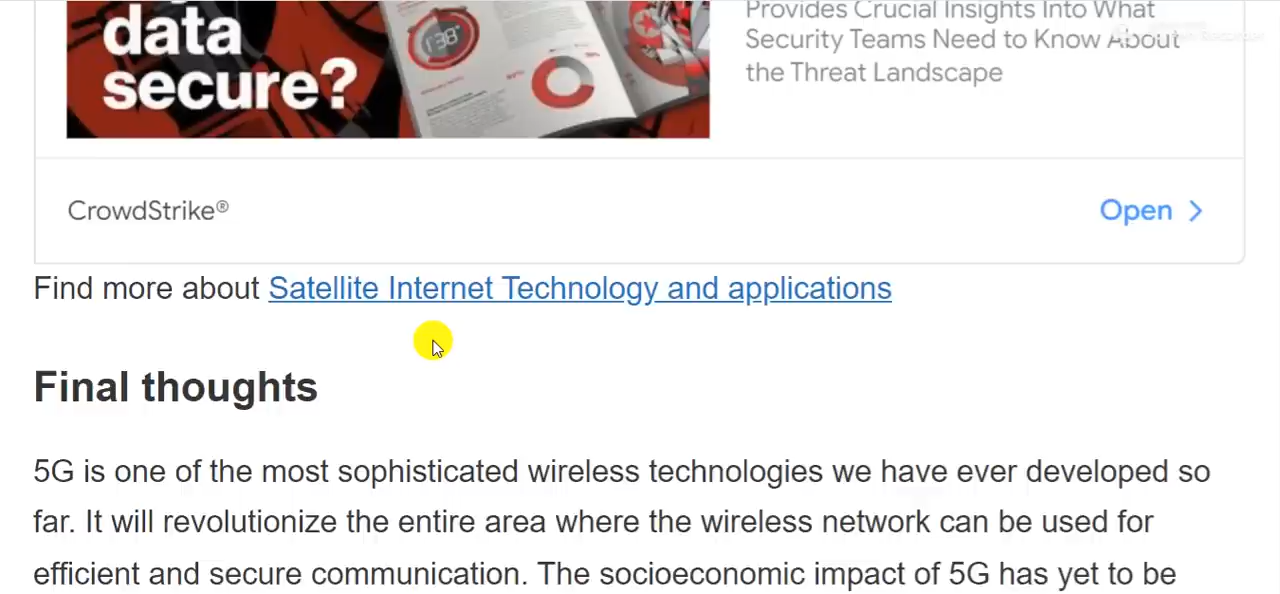 data
secure?
1:38
Provides Crucial Insights Into What
Security Teams Need to Know About
the Threat Landscape
CrowdStrike®
Open
Find more about Satellite Internet Technology and applications
Final thoughts
5G is one of the most sophisticated wireless technologies we have ever developed so
far. It will revolutionize the entire area where the wireless network can be used for
efficient and secure communication. The socioeconomic impact of 5G has yet to be